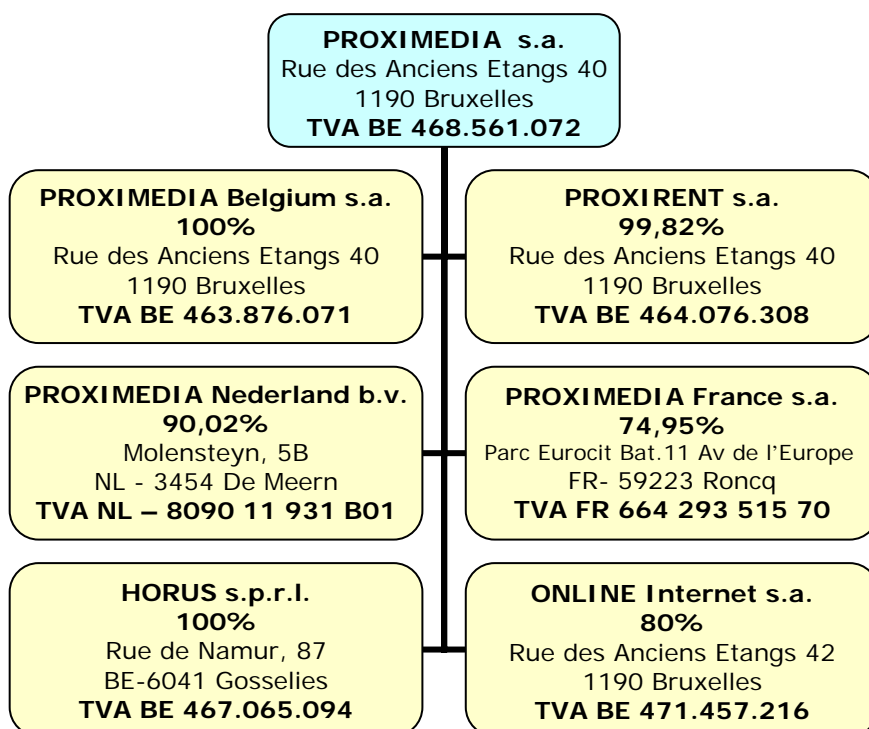 PROXIMEDIA s.a.
Rue des Anciens Etangs 40
1190 Bruxelles
TVA BE 468.561.072
PROXIMEDIA Belgium s.a.
100%
Rue des Anciens Etangs 40
1190 Bruxelles
TVA BE 463.876.071
PROXIRENT s.a.
99,82%
Rue des Anciens Etangs 40
1190 Bruxelles
TVA BE 464.076.308
PROXIMEDIA Nederland b.v.
90,02%
Molensteyn, 5B
NL - 3454 De Meern
TVA NL – 8090 11 931 B01
PROXIMEDIA France s.a.
74,95%
Parc Eurocit Bat.11 Av de l’Europe
FR- 59223 Roncq
TVA FR 664 293 515 70
HORUS s.p.r.l.
100%
Rue de Namur, 87
BE-6041 Gosselies
TVA BE 467.065.094
ONLINE Internet s.a.
80%
Rue des Anciens Etangs 42
1190 Bruxelles
TVA BE 471.457.216